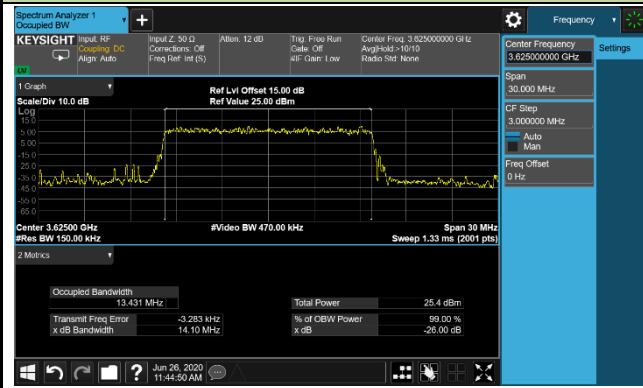 Spectrum Analyzer 1
Occupied BW
+
Frequency
KEYSIGHT Input: RF
Coupling: DC
Align: Auto
Input Z: 50 Ω
Corrections: Off
Freq Ref: Int (S)
Atten: 12 dB
Trig: Free Run
Gate: Off
#IF Gain: Low
Center Freq: 3.625000000 GHz
Avg|Hold:>10/10
Radio Std: None
Center Frequency
3.625000000 GHz
Settings
Span
30.000 MHz
CF Step
3.000000 MHz
Auto
Man
Freq Offset
0 Hz
1 Graph
Scale/Div 10.0 dB
Ref Lvl Offset 15.00 dB
Ref Value 25.00 dBm
Log
15.0
5.00
-5.00
-15.0
-25.0
-35.0
-45.0
-55.0
-65.0
Center 3.62500 GHz
#Res BW 150.00 kHz
#Video BW 470.00 kHz
Span 30 MHz
Sweep 1.33 ms (2001 pts)
2 Metrics
Occupied Bandwidth
13.431 MHz
Total Power 25.4 dBm
Transmit Freq Error -3.283 kHz
% of OBW Power 99.00 %
x dB Bandwidth 14.10 MHz
x dB -26.00 dB
?
Jun 26, 2020
11:44:50 AM